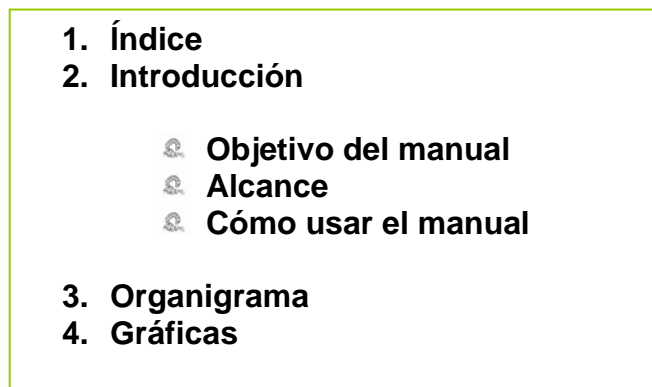 1. Índice
2. Introducción
Objetivo del manual
Alcance
Cómo usar el manual
3. Organigrama
4. Gráficas